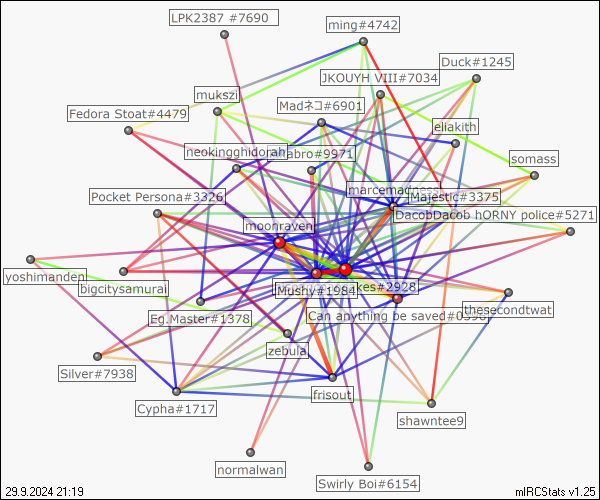 LPK2387 #7690
ming#4742
Duck#1245
JKOUYH VIII#7034
mukszi
Madネコ#6901
Fedora Stoat#4479
eliakith
neokingghidorah
#9971
somass
marcemadness
Pocket Persona#3326
Majestic#3375
DacobDacob hORNY police#5271
moonraven
yoshimanden
bigcitysamurai
Mushy#1984
kes#2928
Eg.Master#1378
Can anything be saved#0396
thesecondtwat
zebula
Silver#7938
frisout
Cypha#1717
shawntee9
normalwan
Swirly Boi#6154
29.9.2024 21:19
mIRCStats v1.25